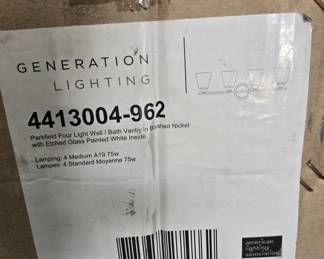 GENERATION
LIGHTING
4413004-962
Parkfield Four Light Wall / Bath Vantiy in Brushed Nickel
with Etched Glass Painted White Inside
Lamping: 4 Medium A19 75w
Lampes: 4 Standard Moyenne 75w
american
lighting
association